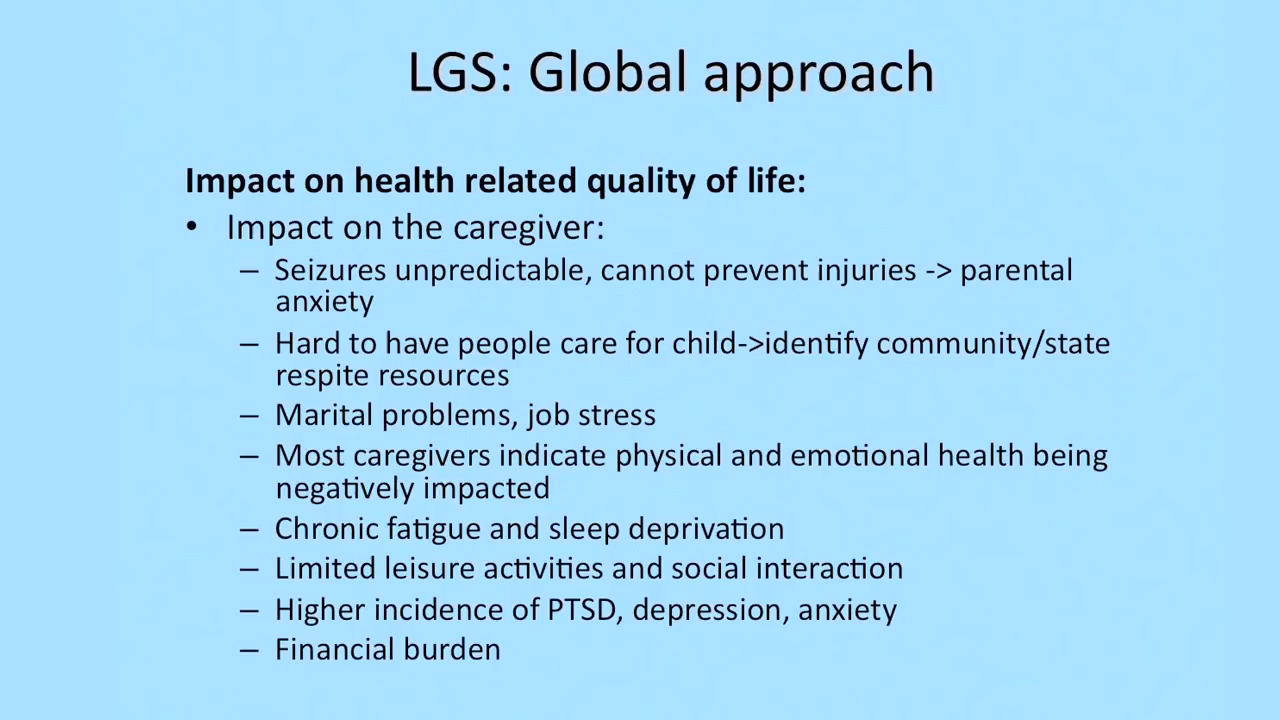 LGS: Global approach
Impact on health related quality of life:
• Impact on the caregiver:
– Seizures unpredictable, cannot prevent injuries -> parental
anxiety
– Hard to have people care for child->identify community/state
respite resources
– Marital problems, job stress
– Most caregivers indicate physical and emotional health being
negatively impacted
– Chronic fatigue and sleep deprivation
– Limited leisure activities and social interaction
– Higher incidence of PTSD, depression, anxiety
– Financial burden